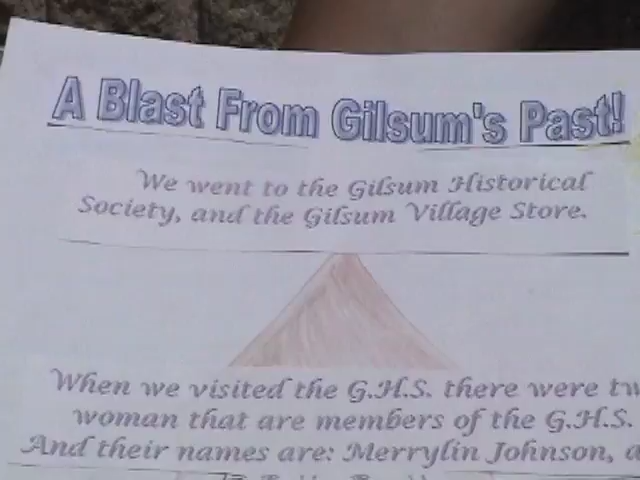 A Blast From Gilsum's Past!
We went to the Gilsum Historical
Society, and the Gilsum Village Store.
When we visited the G.H.S. there were
woman that are members of the G.H.S.
And their names are: Merrylin Johnson,